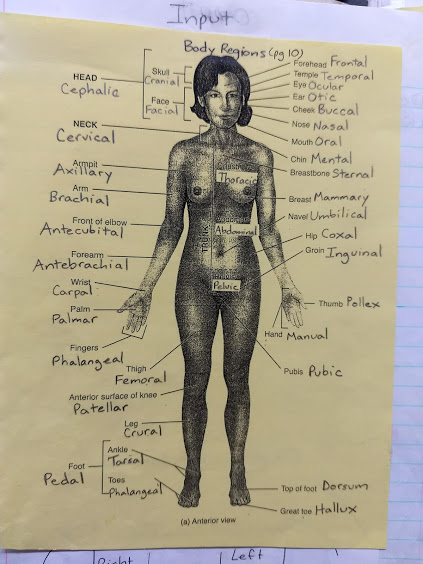 Input
Body Regions (pg 10)
HEAD
Cephalic
Skull
Cranial
Face
Facial
Forehead Frontal
Temple Temporal
Eye Ocular
Ear Otic
Cheek Buccal
Nose Nasal
Mouth Oral
Chin Mental
NECK
Cervical
Armpit
Axillary
Arm
Brachial
Front of elbow
Antecubital
Forearm
Antebrachial
Wrist
Carpal
Palm
Palmar
Fingers
Phalangeal
Thoracic
Trunk
Abdominal
Pelvic
Breastbone Sternal
Breast Mammary
Navel Umbilical
Hip Coxal
Groin Inguinal
Thumb Pollex
Hand Manual
Thigh
Femoral
Pubis Pubic
Anterior surface of knee
Patellar
Leg
Crural
Foot
Pedal
Ankle
Tarsal
Toes
Phalangeal
Top of foot Dorsum
Great toe Hallux
(a) Anterior view
Right
Left